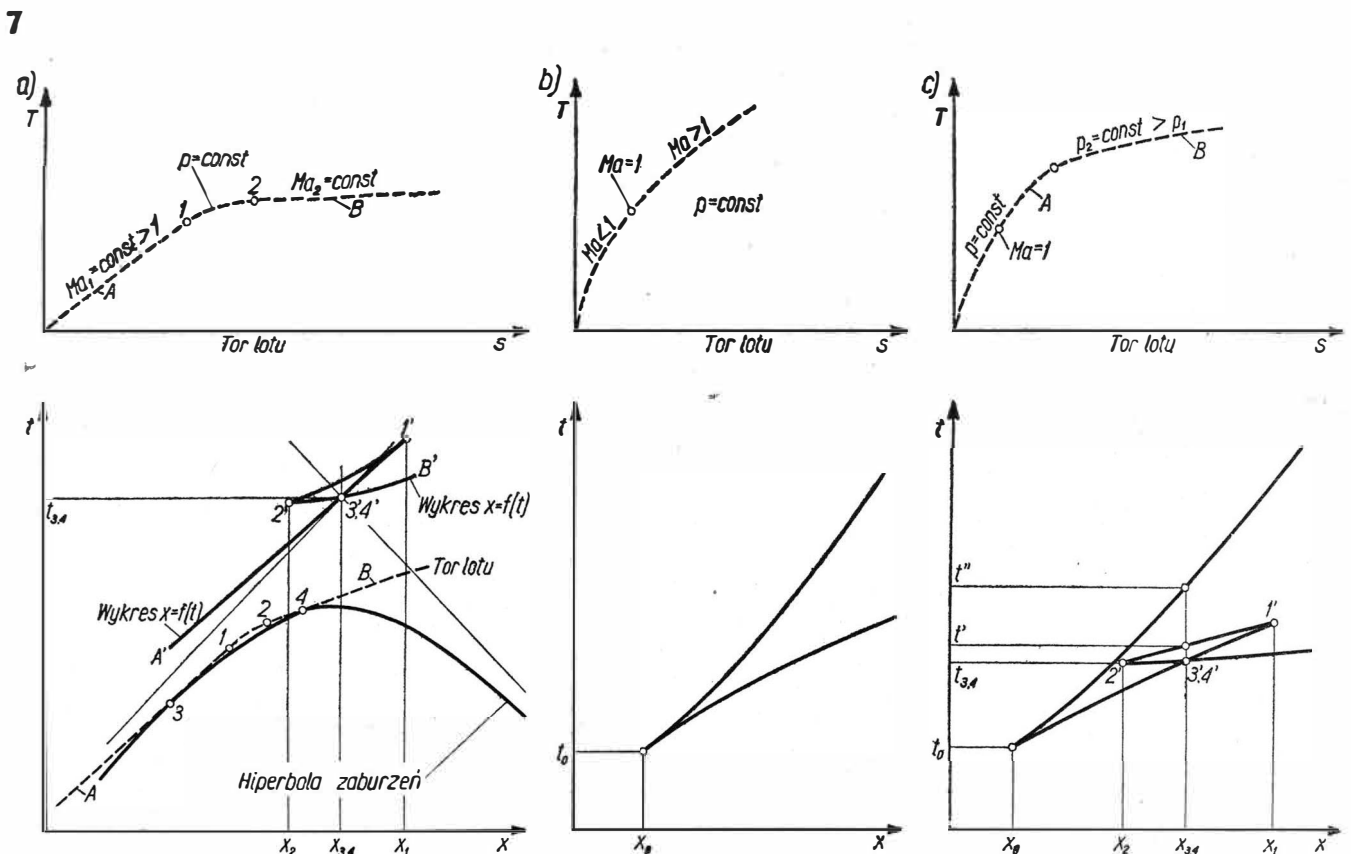 7
a)
T
Ma₁=const>1
A
p=const
1
2
Ma₂=const
B
Tor lotu
s
b)
T
Ma<1
Ma=1
Ma>1
p=const
Tor lotu
s
c)
T
p=const
Ma=1
A
p₂=const > p₁
B
Tor lotu
s
t
1'
B'
Wykres x=f(t)
2'
3',4'
t₃,₄
Wykres x=f(t)
A'
Tor lotu
B
4
2
1
3
A
Hiperbola zaburzeń
x₂
x₃,₄
x₁
x
t
t₀
x₀
x
t
t"
t'
t₃,₄
t₀
1'
2'
3',4'
x₀
x₂
x₃,₄
x₁
x